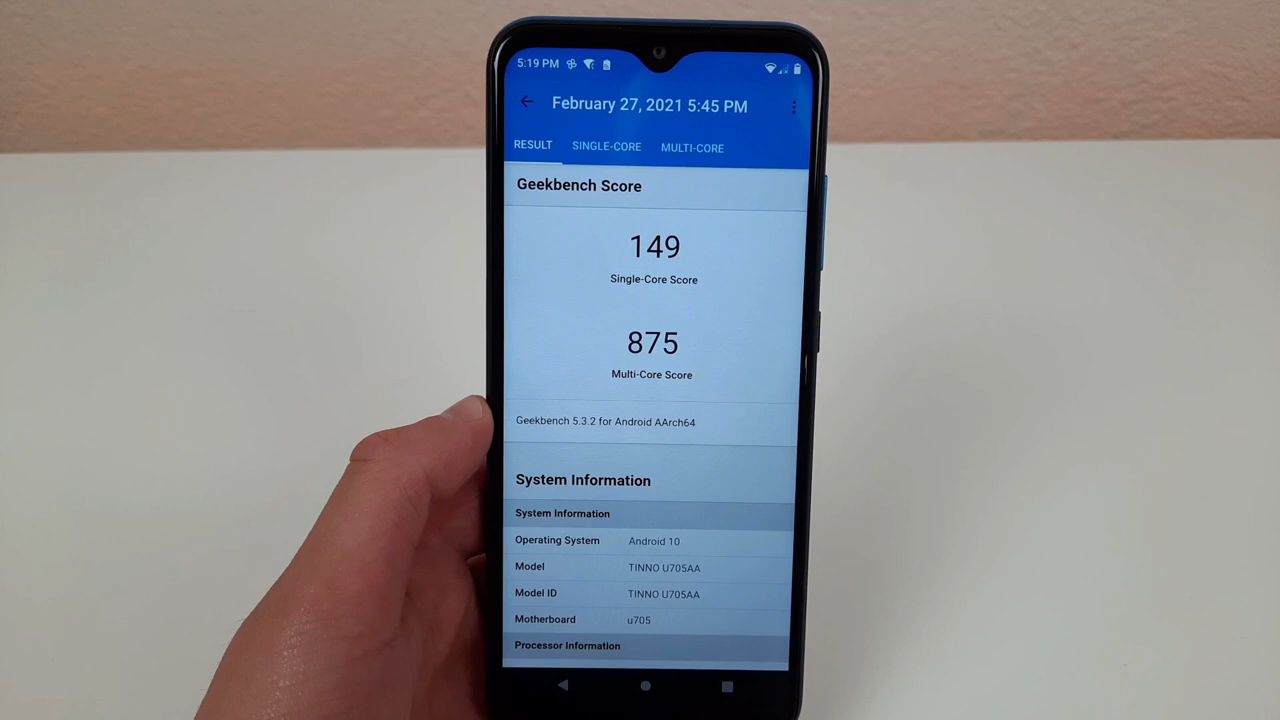 5:19 PM
February 27, 2021 5:45 PM
RESULT SINGLE-CORE MULTI-CORE
Geekbench Score
149
Single-Core Score
875
Multi-Core Score
Geekbench 5.3.2 for Android AArch64
System Information
System Information
Operating System Android 10
Model TINNO U705AA
Model ID TINNO U705AA
Motherboard u705
Processor Information